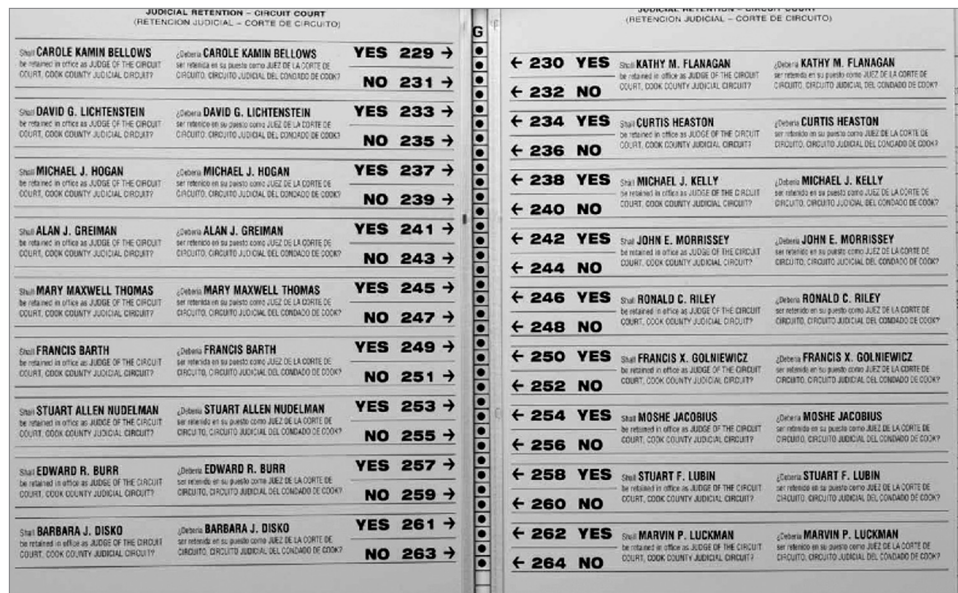 JUDICIAL RETENTION – CIRCUIT COURT
(RETENCION JUDICIAL – CORTE DE CIRCUITO)
Shall CAROLE KAMIN BELLOWS
be retained in office as JUDGE OF THE CIRCUIT
COURT, COOK COUNTY JUDICIAL CIRCUIT?
¿Debería CAROLE KAMIN BELLOWS
ser retenida en su puesto como JUEZ DE LA CORTE DE
CIRCUITO, CIRCUITO JUDICIAL DEL CONDADO DE COOK?
YES 229 →
NO 231 →
Shall DAVID G. LICHTENSTEIN
be retained in office as JUDGE OF THE CIRCUIT
COURT, COOK COUNTY JUDICIAL CIRCUIT?
¿Debería DAVID G. LICHTENSTEIN
ser retenido en su puesto como JUEZ DE LA CORTE DE
CIRCUITO, CIRCUITO JUDICIAL DEL CONDADO DE COOK?
YES 233 →
NO 235 →
Shall MICHAEL J. HOGAN
be retained in office as JUDGE OF THE CIRCUIT
COURT, COOK COUNTY JUDICIAL CIRCUIT?
¿Debería MICHAEL J. HOGAN
ser retenido en su puesto como JUEZ DE LA CORTE DE
CIRCUITO, CIRCUITO JUDICIAL DEL CONDADO DE COOK?
YES 237 →
NO 239 →
Shall ALAN J. GREIMAN
be retained in office as JUDGE OF THE CIRCUIT
COURT, COOK COUNTY JUDICIAL CIRCUIT?
¿Debería ALAN J. GREIMAN
ser retenido en su puesto como JUEZ DE LA CORTE DE
CIRCUITO, CIRCUITO JUDICIAL DEL CONDADO DE COOK?
YES 241 →
NO 243 →
Shall MARY MAXWELL THOMAS
be retained in office as JUDGE OF THE CIRCUIT
COURT, COOK COUNTY JUDICIAL CIRCUIT?
¿Debería MARY MAXWELL THOMAS
ser retenida en su puesto como JUEZ DE LA CORTE DE
CIRCUITO, CIRCUITO JUDICIAL DEL CONDADO DE COOK?
YES 245 →
NO 247 →
Shall FRANCIS BARTH
be retained in office as JUDGE OF THE CIRCUIT
COURT, COOK COUNTY JUDICIAL CIRCUIT?
¿Debería FRANCIS BARTH
ser retenido en su puesto como JUEZ DE LA CORTE DE
CIRCUITO, CIRCUITO JUDICIAL DEL CONDADO DE COOK?
YES 249 →
NO 251 →
Shall STUART ALLEN NUDELMAN
be retained in office as JUDGE OF THE CIRCUIT
COURT, COOK COUNTY JUDICIAL CIRCUIT?
¿Debería STUART ALLEN NUDELMAN
ser retenido en su puesto como JUEZ DE LA CORTE DE
CIRCUITO, CIRCUITO JUDICIAL DEL CONDADO DE COOK?
YES 253 →
NO 255 →
Shall EDWARD R. BURR
be retained in office as JUDGE OF THE CIRCUIT
COURT, COOK COUNTY JUDICIAL CIRCUIT?
¿Debería EDWARD R. BURR
ser retenido en su puesto como JUEZ DE LA CORTE DE
CIRCUITO, CIRCUITO JUDICIAL DEL CONDADO DE COOK?
YES 257 →
NO 259 →
Shall BARBARA J. DISKO
be retained in office as JUDGE OF THE CIRCUIT
COURT, COOK COUNTY JUDICIAL CIRCUIT?
¿Debería BARBARA J. DISKO
ser retenida en su puesto como JUEZ DE LA CORTE DE
CIRCUITO, CIRCUITO JUDICIAL DEL CONDADO DE COOK?
YES 261 →
NO 263 →
G
JUDICIAL RETENTION – CIRCUIT COURT
(RETENCION JUDICIAL – CORTE DE CIRCUITO)
← 230 YES
← 232 NO
Shall KATHY M. FLANAGAN
be retained in office as JUDGE OF THE CIRCUIT
COURT, COOK COUNTY JUDICIAL CIRCUIT?
¿Debería KATHY M. FLANAGAN
ser retenida en su puesto como JUEZ DE LA CORTE DE
CIRCUITO, CIRCUITO JUDICIAL DEL CONDADO DE COOK?
← 234 YES
← 236 NO
Shall CURTIS HEASTON
be retained in office as JUDGE OF THE CIRCUIT
COURT, COOK COUNTY JUDICIAL CIRCUIT?
¿Debería CURTIS HEASTON
ser retenido en su puesto como JUEZ DE LA CORTE DE
CIRCUITO, CIRCUITO JUDICIAL DEL CONDADO DE COOK?
← 238 YES
← 240 NO
Shall MICHAEL J. KELLY
be retained in office as JUDGE OF THE CIRCUIT
COURT, COOK COUNTY JUDICIAL CIRCUIT?
¿Debería MICHAEL J. KELLY
ser retenido en su puesto como JUEZ DE LA CORTE DE
CIRCUITO, CIRCUITO JUDICIAL DEL CONDADO DE COOK?
← 242 YES
← 244 NO
Shall JOHN E. MORRISSEY
be retained in office as JUDGE OF THE CIRCUIT
COURT, COOK COUNTY JUDICIAL CIRCUIT?
¿Debería JOHN E. MORRISSEY
ser retenido en su puesto como JUEZ DE LA CORTE DE
CIRCUITO, CIRCUITO JUDICIAL DEL CONDADO DE COOK?
← 246 YES
← 248 NO
Shall RONALD C. RILEY
be retained in office as JUDGE OF THE CIRCUIT
COURT, COOK COUNTY JUDICIAL CIRCUIT?
¿Debería RONALD C. RILEY
ser retenido en su puesto como JUEZ DE LA CORTE DE
CIRCUITO, CIRCUITO JUDICIAL DEL CONDADO DE COOK?
← 250 YES
← 252 NO
Shall FRANCIS X. GOLNIEWICZ
be retained in office as JUDGE OF THE CIRCUIT
COURT, COOK COUNTY JUDICIAL CIRCUIT?
¿Debería FRANCIS X. GOLNIEWICZ
ser retenido en su puesto como JUEZ DE LA CORTE DE
CIRCUITO, CIRCUITO JUDICIAL DEL CONDADO DE COOK?
← 254 YES
← 256 NO
Shall MOSHE JACOBIUS
be retained in office as JUDGE OF THE CIRCUIT
COURT, COOK COUNTY JUDICIAL CIRCUIT?
¿Debería MOSHE JACOBIUS
ser retenido en su puesto como JUEZ DE LA CORTE DE
CIRCUITO, CIRCUITO JUDICIAL DEL CONDADO DE COOK?
← 258 YES
← 260 NO
Shall STUART F. LUBIN
be retained in office as JUDGE OF THE CIRCUIT
COURT, COOK COUNTY JUDICIAL CIRCUIT?
¿Debería STUART F. LUBIN
ser retenido en su puesto como JUEZ DE LA CORTE DE
CIRCUITO, CIRCUITO JUDICIAL DEL CONDADO DE COOK?
← 262 YES
← 264 NO
Shall MARVIN P. LUCKMAN
be retained in office as JUDGE OF THE CIRCUIT
COURT, COOK COUNTY JUDICIAL CIRCUIT?
¿Debería MARVIN P. LUCKMAN
ser retenido en su puesto como JUEZ DE LA CORTE DE
CIRCUITO, CIRCUITO JUDICIAL DEL CONDADO DE COOK?